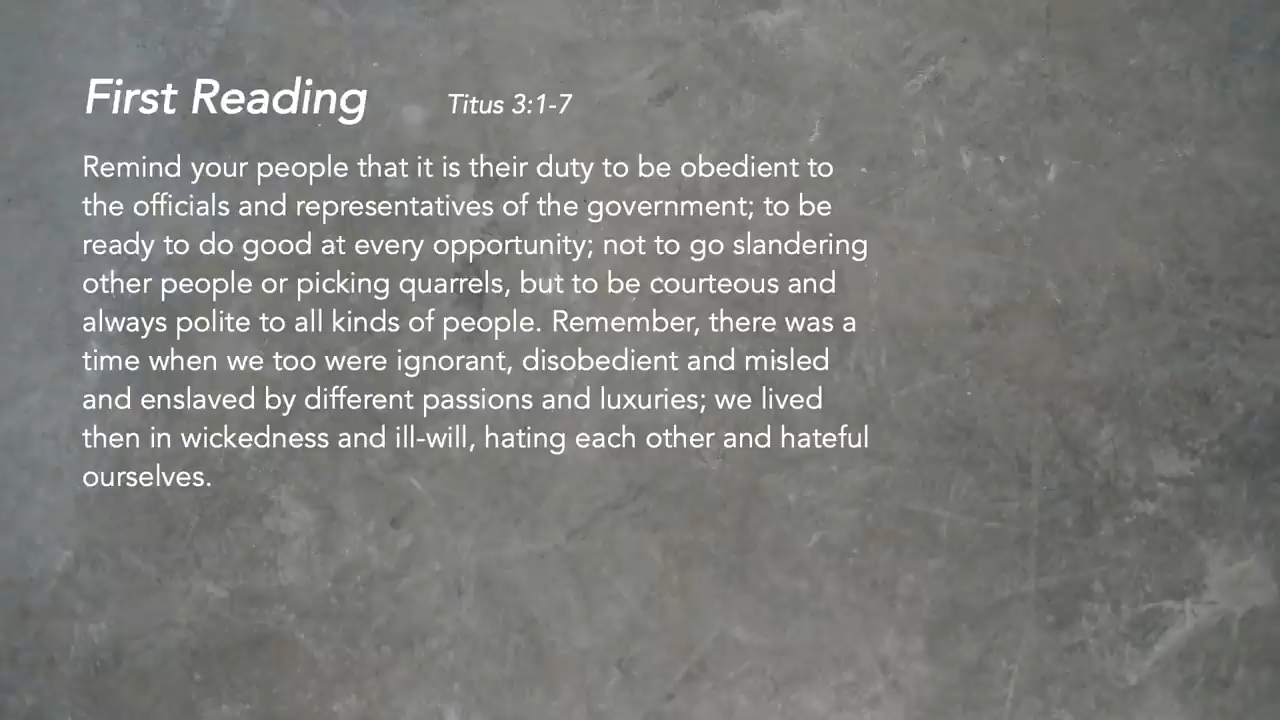 First Reading Titus 3:1-7
Remind your people that it is their duty to be obedient to
the officials and representatives of the government; to be
ready to do good at every opportunity; not to go slandering
other people or picking quarrels, but to be courteous and
always polite to all kinds of people. Remember, there was a
time when we too were ignorant, disobedient and misled
and enslaved by different passions and luxuries; we lived
then in wickedness and ill-will, hating each other and hateful
ourselves.